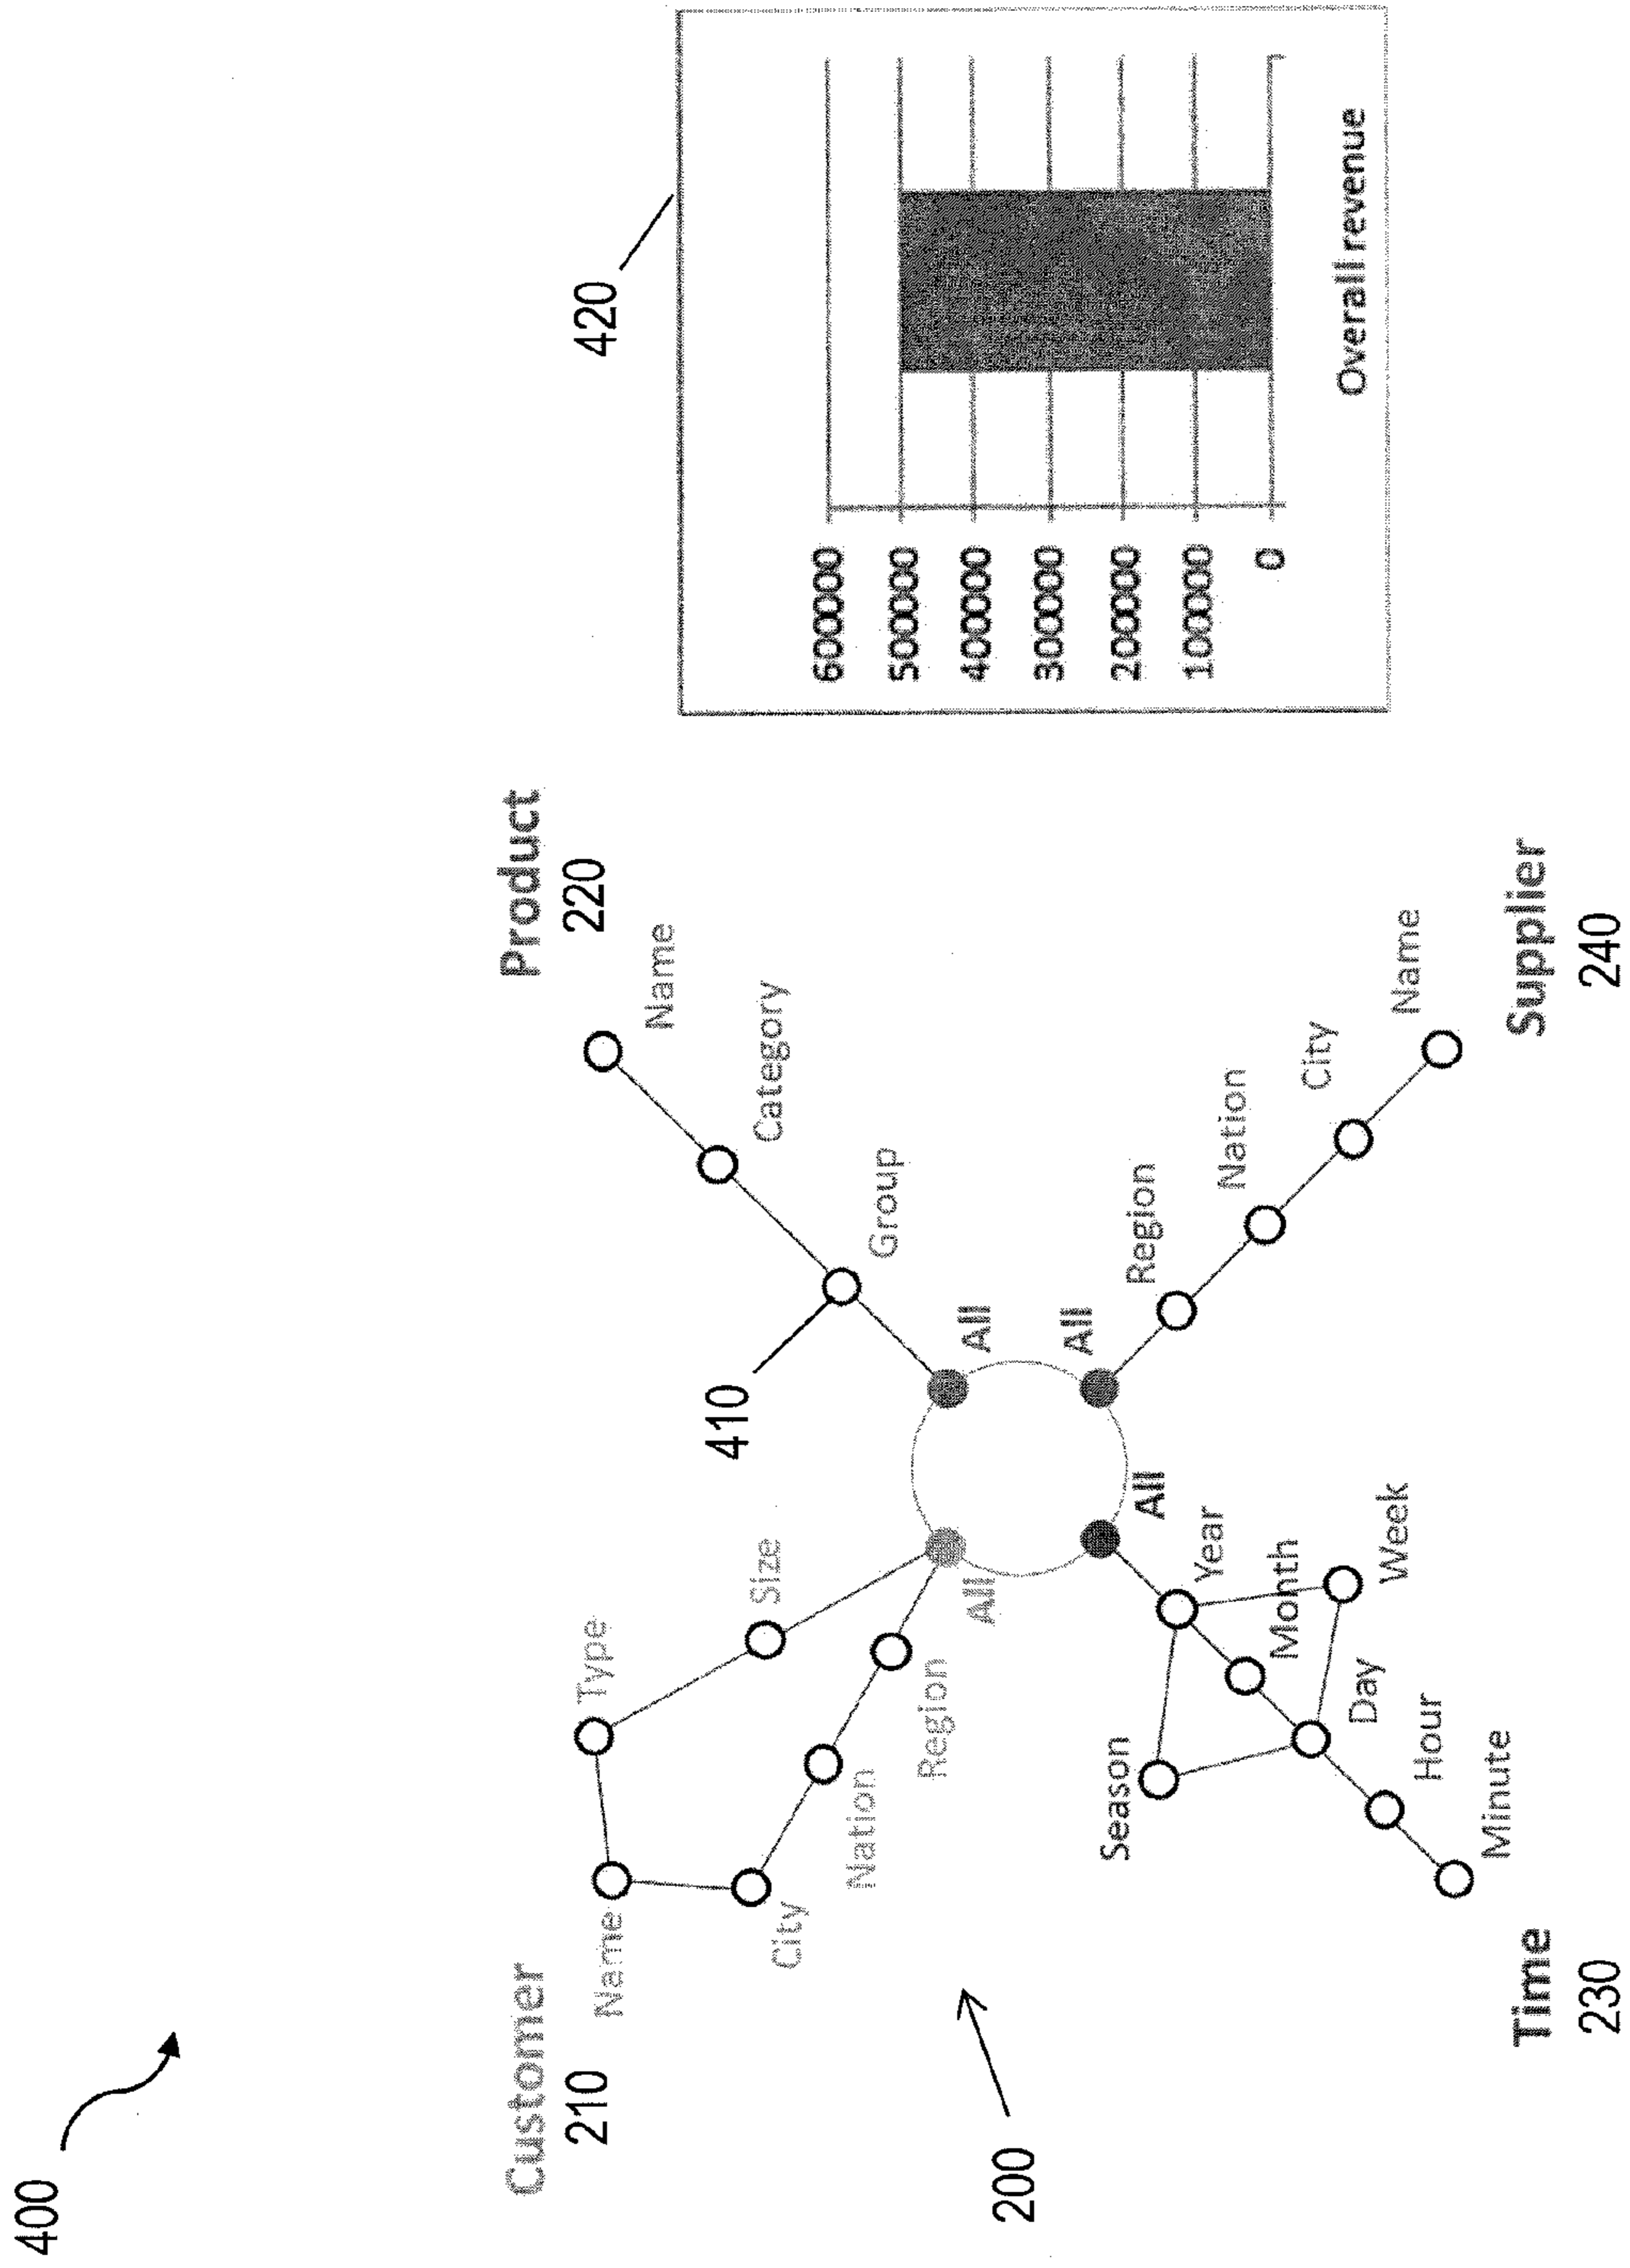 400
Customer
210
Product
220
Name
Type
Size
City
Nation
Region
All
410
Name
Category
Group
All
All
All
Region
Nation
City
Name
Season
Year
Month
Week
Day
Hour
Minute
200
Time
230
Supplier
240
420
600000
500000
400000
300000
200000
100000
0
Overall revenue